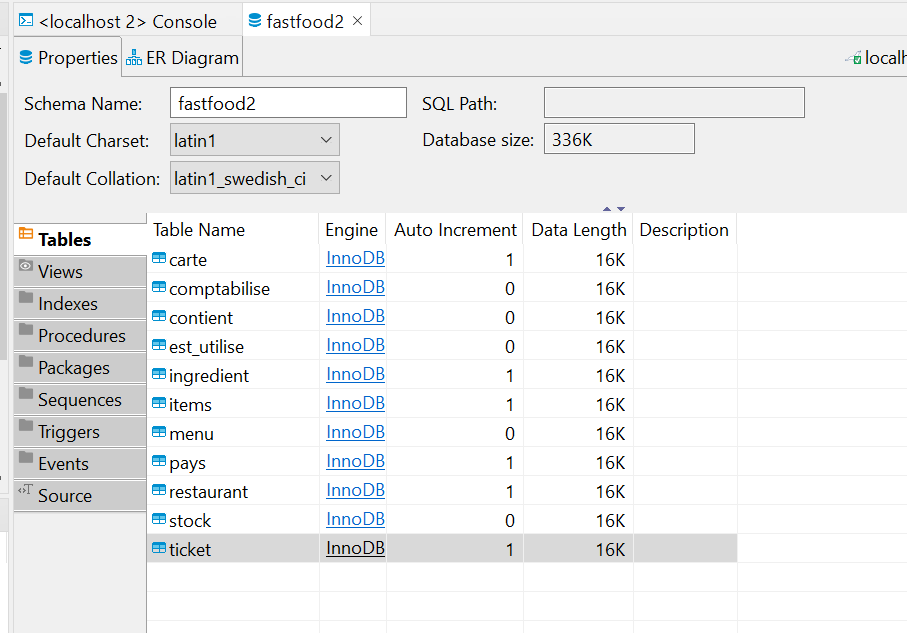 <localhost 2> Console fastfood2
Properties ER Diagram localh
Schema Name: fastfood2 SQL Path:
Default Charset: latin1 Database size: 336K
Default Collation: latin1_swedish_ci
Tables
Views
Indexes
Procedures
Packages
Sequences
Triggers
Events
Source
Table Name Engine Auto Increment Data Length Description
carte InnoDB 1 16K
comptabilise InnoDB 0 16K
contient InnoDB 0 16K
est_utilise InnoDB 0 16K
ingredient InnoDB 1 16K
items InnoDB 1 16K
menu InnoDB 0 16K
pays InnoDB 1 16K
restaurant InnoDB 1 16K
stock InnoDB 0 16K
ticket InnoDB 1 16K